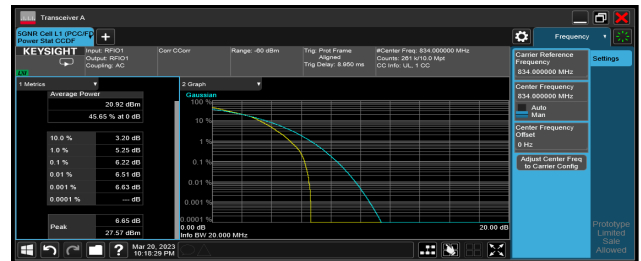 Transceiver A
5GNR Cell L1 (PCC/F
Power Stat CCDF
KEYSIGHT
LXI
Input: RFIO1
Output: RFIO1
Coupling: AC
Corr CCorr
Range: -60 dBm
Trig: Prot Frame
Aligned
Trig Delay: 8.950 ms
#Center Freq: 834.000000 MHz
Counts: 261 k/10.0 Mpt
CC Info: UL, 1 CC
Frequency
Carrier Reference
Frequency
834.000000 MHz
Settings
Center Frequency
834.000000 MHz
Auto
Man
Center Frequency
Offset
0 Hz
Adjust Center Freq
to Carrier Config
1 Metrics
Average Power
20.92 dBm
45.65 % at 0 dB
10.0 % 3.20 dB
1.0 % 5.25 dB
0.1 % 6.22 dB
0.01 % 6.51 dB
0.001 % 6.63 dB
0.0001 % --- dB
Peak
6.65 dB
27.57 dBm
2 Graph
Gaussian
100 %
10 %
1 %
0.1 %
0.01 %
0.001 %
0.0001 %
0.00 dB
20.00 dB
Info BW 20.000 MHz
Mar 20, 2023
10:18:29 PM
Prototype
Limited
Sale
Allowed